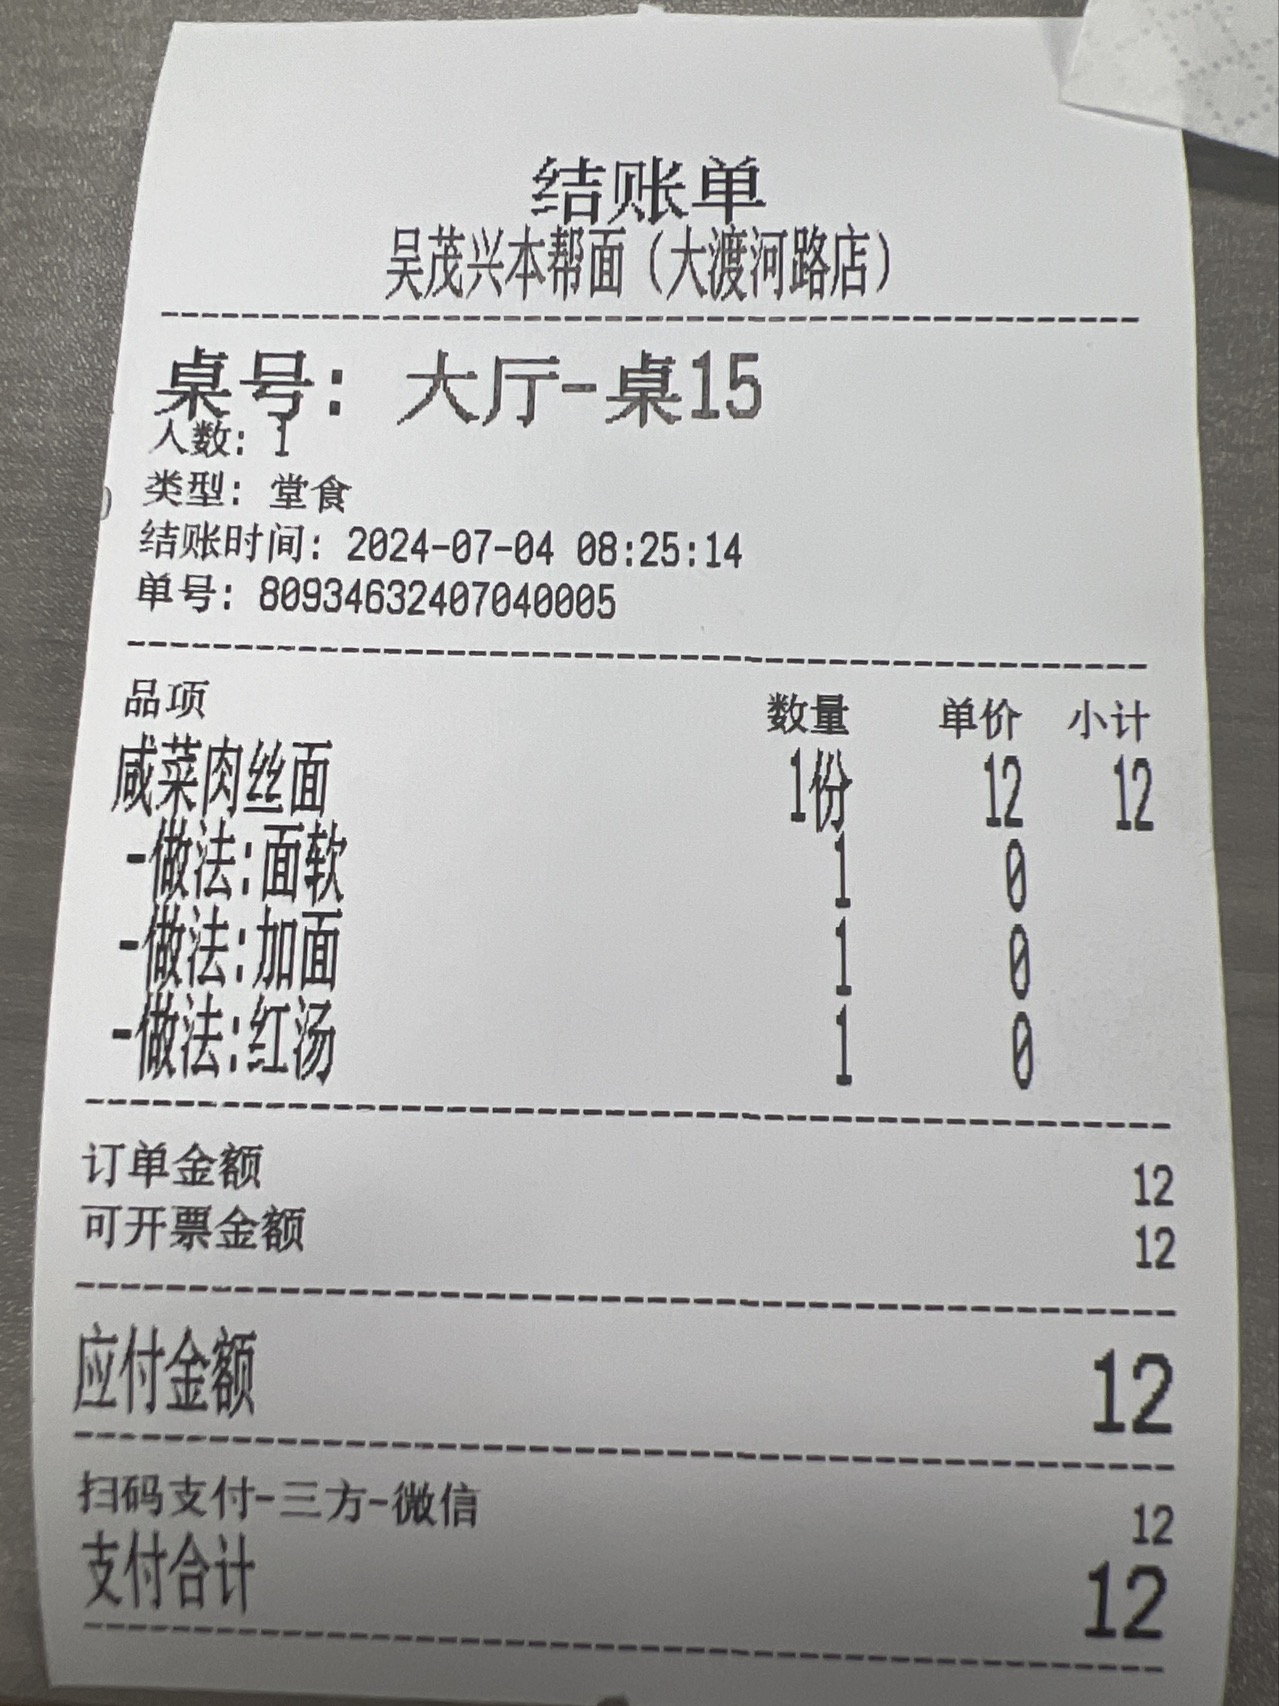 结账单
吴茂兴本帮面（大渡河路店）
桌号: 大厅-桌15
人数: 1
类型: 堂食
结账时间: 2024-07-04 08:25:14
单号: 80934632407040005
品项 数量 单价 小计
咸菜肉丝面 1份 12 12
-做法:面软 1 0
-做法:加面 1 0
-做法:红汤 1 0
订单金额 12
可开票金额 12
应付金额 12
扫码支付-三方-微信 12
支付合计 12